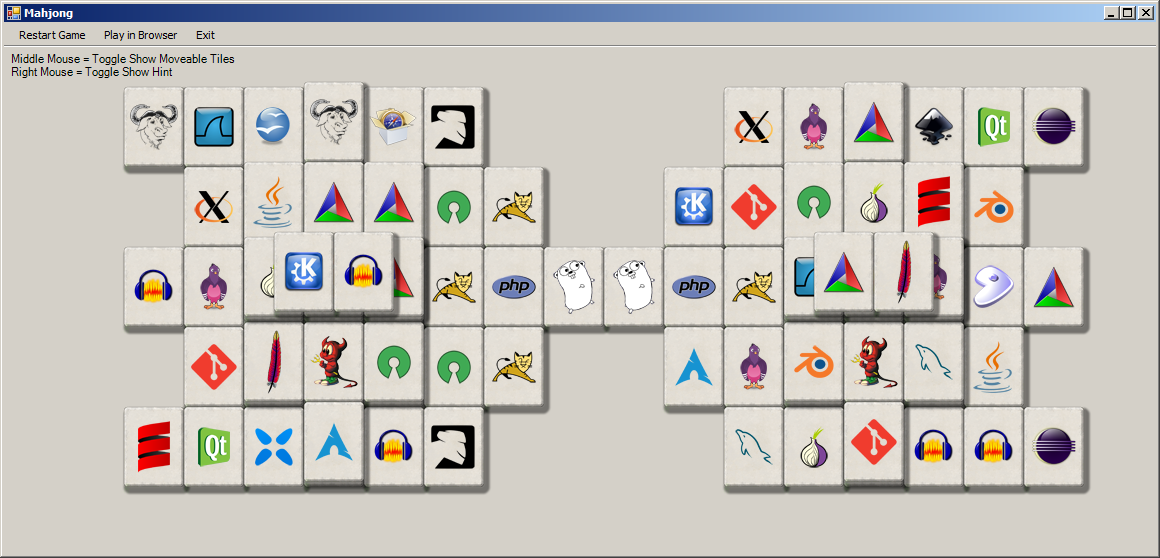 Mahjong
Restart Game Play in Browser Exit
Middle Mouse = Toggle Show Moveable Tiles
Right Mouse = Toggle Show Hint
X Qt
X
K
K
php php
Qt